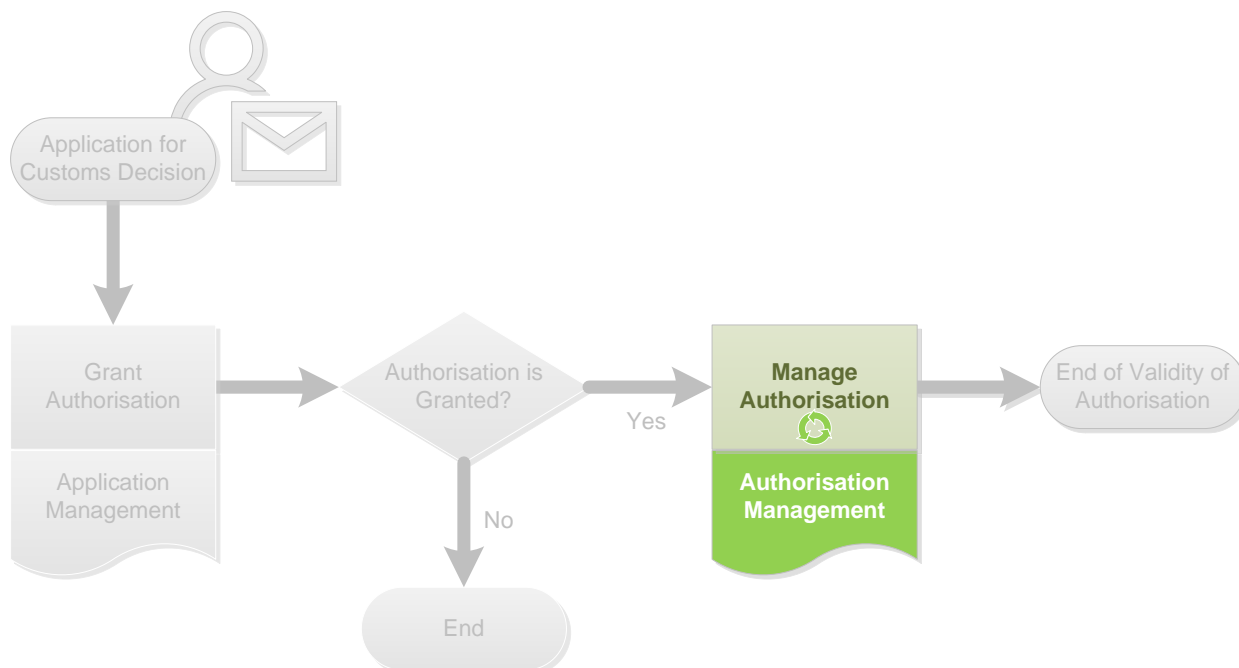 Application for
Customs Decision
Grant
Authorisation
Application
Management
Authorisation is
Granted?
Yes
No
End
Manage
Authorisation
Authorisation
Management
End of Validity of
Authorisation